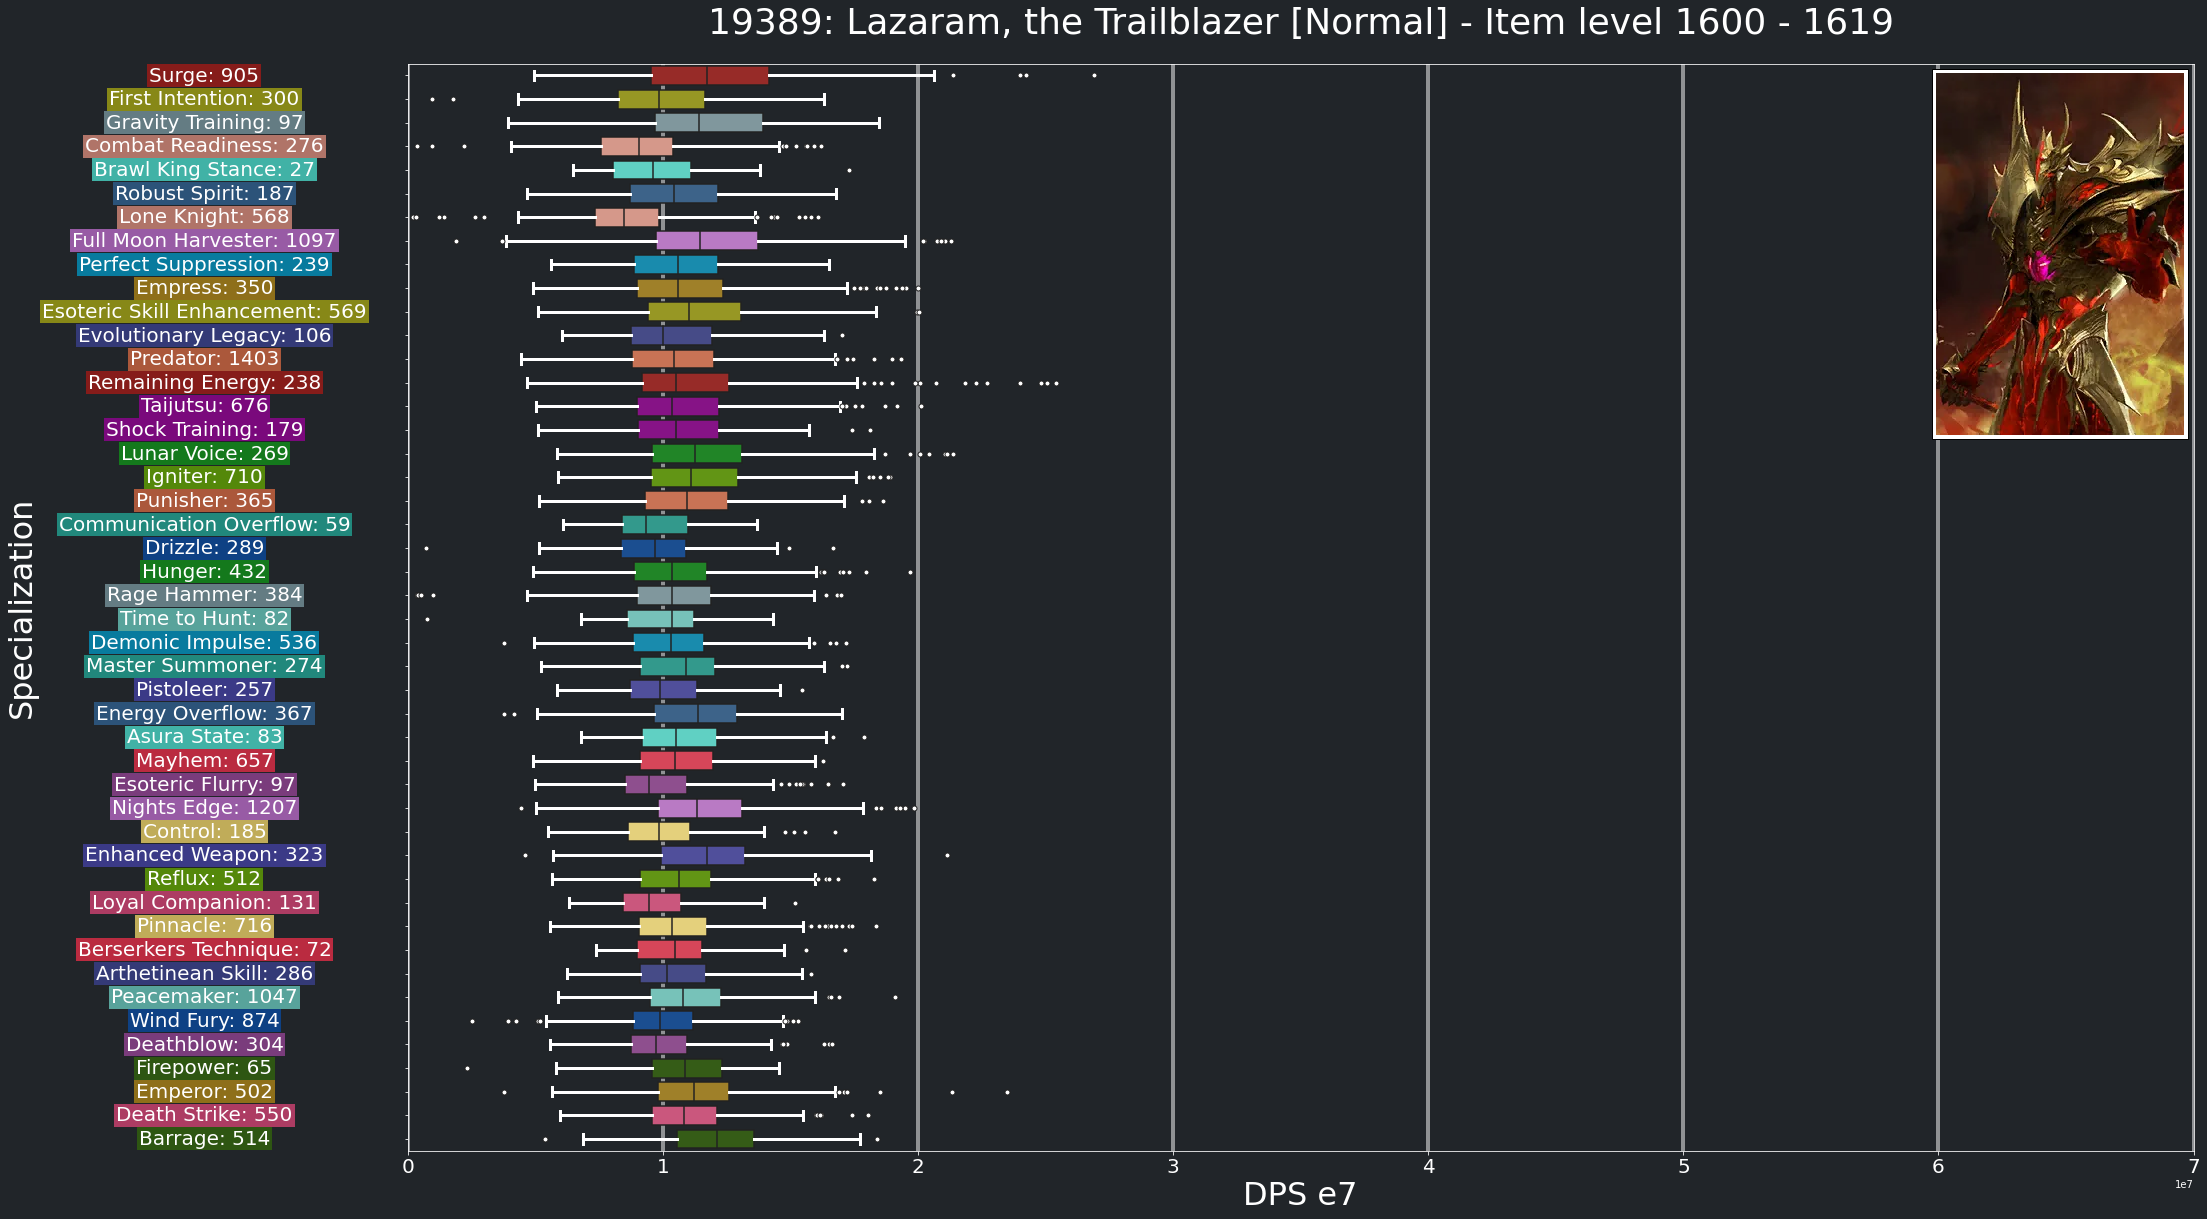 19389: Lazaram, the Trailblazer [Normal] - Item level 1600 - 1619
Specialization
Surge: 905
First Intention: 300
Gravity Training: 97
Combat Readiness: 276
Brawl King Stance: 27
Robust Spirit: 187
Lone Knight: 568
Full Moon Harvester: 1097
Perfect Suppression: 239
Empress: 350
Esoteric Skill Enhancement: 569
Evolutionary Legacy: 106
Predator: 1403
Remaining Energy: 238
Taijutsu: 676
Shock Training: 179
Lunar Voice: 269
Igniter: 710
Punisher: 365
Communication Overflow: 59
Drizzle: 289
Hunger: 432
Rage Hammer: 384
Time to Hunt: 82
Demonic Impulse: 536
Master Summoner: 274
Pistoleer: 257
Energy Overflow: 367
Asura State: 83
Mayhem: 657
Esoteric Flurry: 97
Nights Edge: 1207
Control: 185
Enhanced Weapon: 323
Reflux: 512
Loyal Companion: 131
Pinnacle: 716
Berserkers Technique: 72
Arthetinean Skill: 286
Peacemaker: 1047
Wind Fury: 874
Deathblow: 304
Firepower: 65
Emperor: 502
Death Strike: 550
Barrage: 514
0 1 2 3 4 5 6 7
1e7
DPS e7